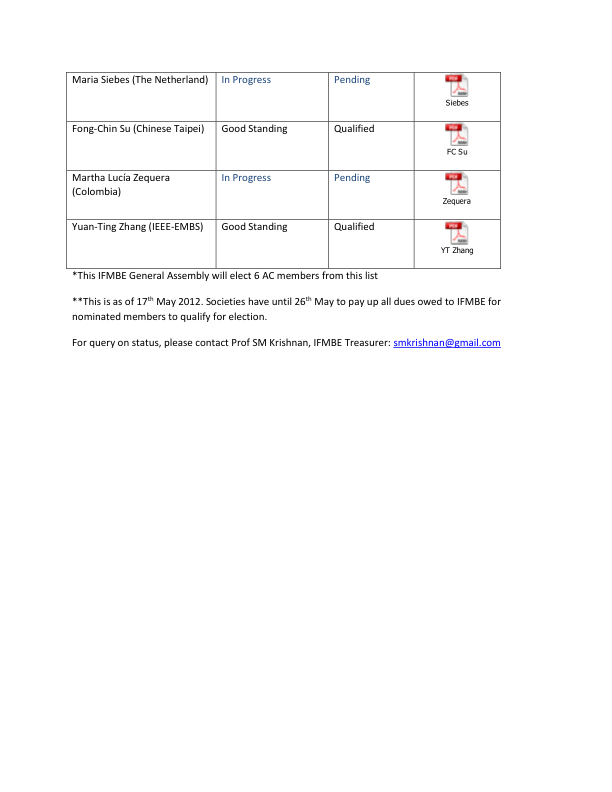 Maria Siebes (The Netherland) In Progress Pending PDF Siebes
Fong-Chin Su (Chinese Taipei) Good Standing Qualified PDF FC Su
Martha Lucía Zequera In Progress Pending PDF Zequera
(Colombia)
Yuan-Ting Zhang (IEEE-EMBS) Good Standing Qualified PDF YT Zhang
*This IFMBE General Assembly will elect 6 AC members from this list
**This is as of 17th May 2012. Societies have until 26th May to pay up all dues owed to IFMBE for
nominated members to qualify for election.
For query on status, please contact Prof SM Krishnan, IFMBE Treasurer: smkrishnan@gmail.com